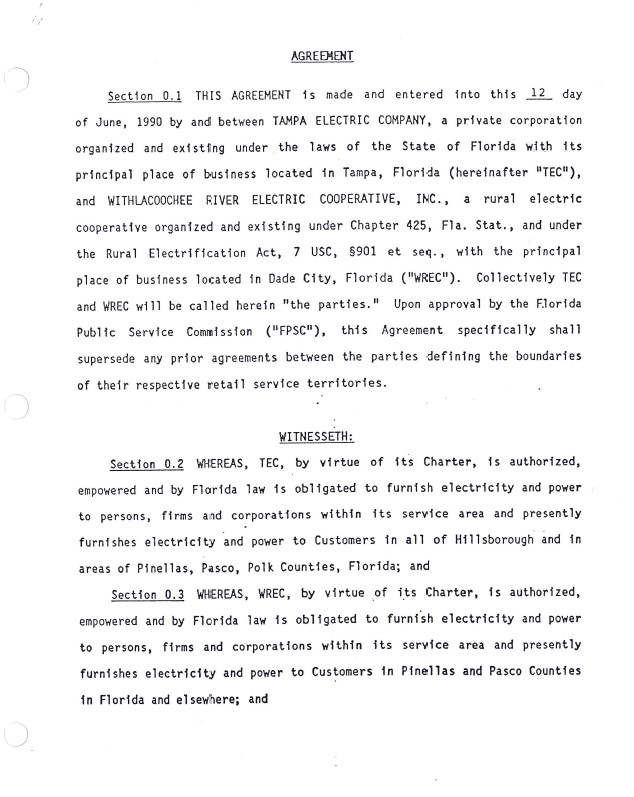 AGREEMENT
Section 0.1 THIS AGREEMENT is made and entered into this 12 day
of June, 1990 by and between TAMPA ELECTRIC COMPANY, a private corporation
organized and existing under the laws of the State of Florida with its
principal place of business located in Tampa, Florida (hereinafter "TEC"),
and WITHLACOOCHEE RIVER ELECTRIC COOPERATIVE, INC., a rural electric
cooperative organized and existing under Chapter 425, Fla. Stat., and under
the Rural Electrification Act, 7 USC, §901 et seq., with the principal
place of business located in Dade City, Florida ("WREC"). Collectively TEC
and WREC will be called herein "the parties." Upon approval by the Florida
Public Service Commission ("FPSC"), this Agreement specifically shall
supersede any prior agreements between the parties defining the boundaries
of their respective retail service territories.
WITNESSETH:
Section 0.2 WHEREAS, TEC, by virtue of its Charter, is authorized,
empowered and by Florida law is obligated to furnish electricity and power
to persons, firms and corporations within its service area and presently
furnishes electricity and power to Customers in all of Hillsborough and in
areas of Pinellas, Pasco, Polk Counties, Florida; and
Section 0.3 WHEREAS, WREC, by virtue of its Charter, is authorized,
empowered and by Florida law is obligated to furnish electricity and power
to persons, firms and corporations within its service area and presently
furnishes electricity and power to Customers in Pinellas and Pasco Counties
in Florida and elsewhere; and